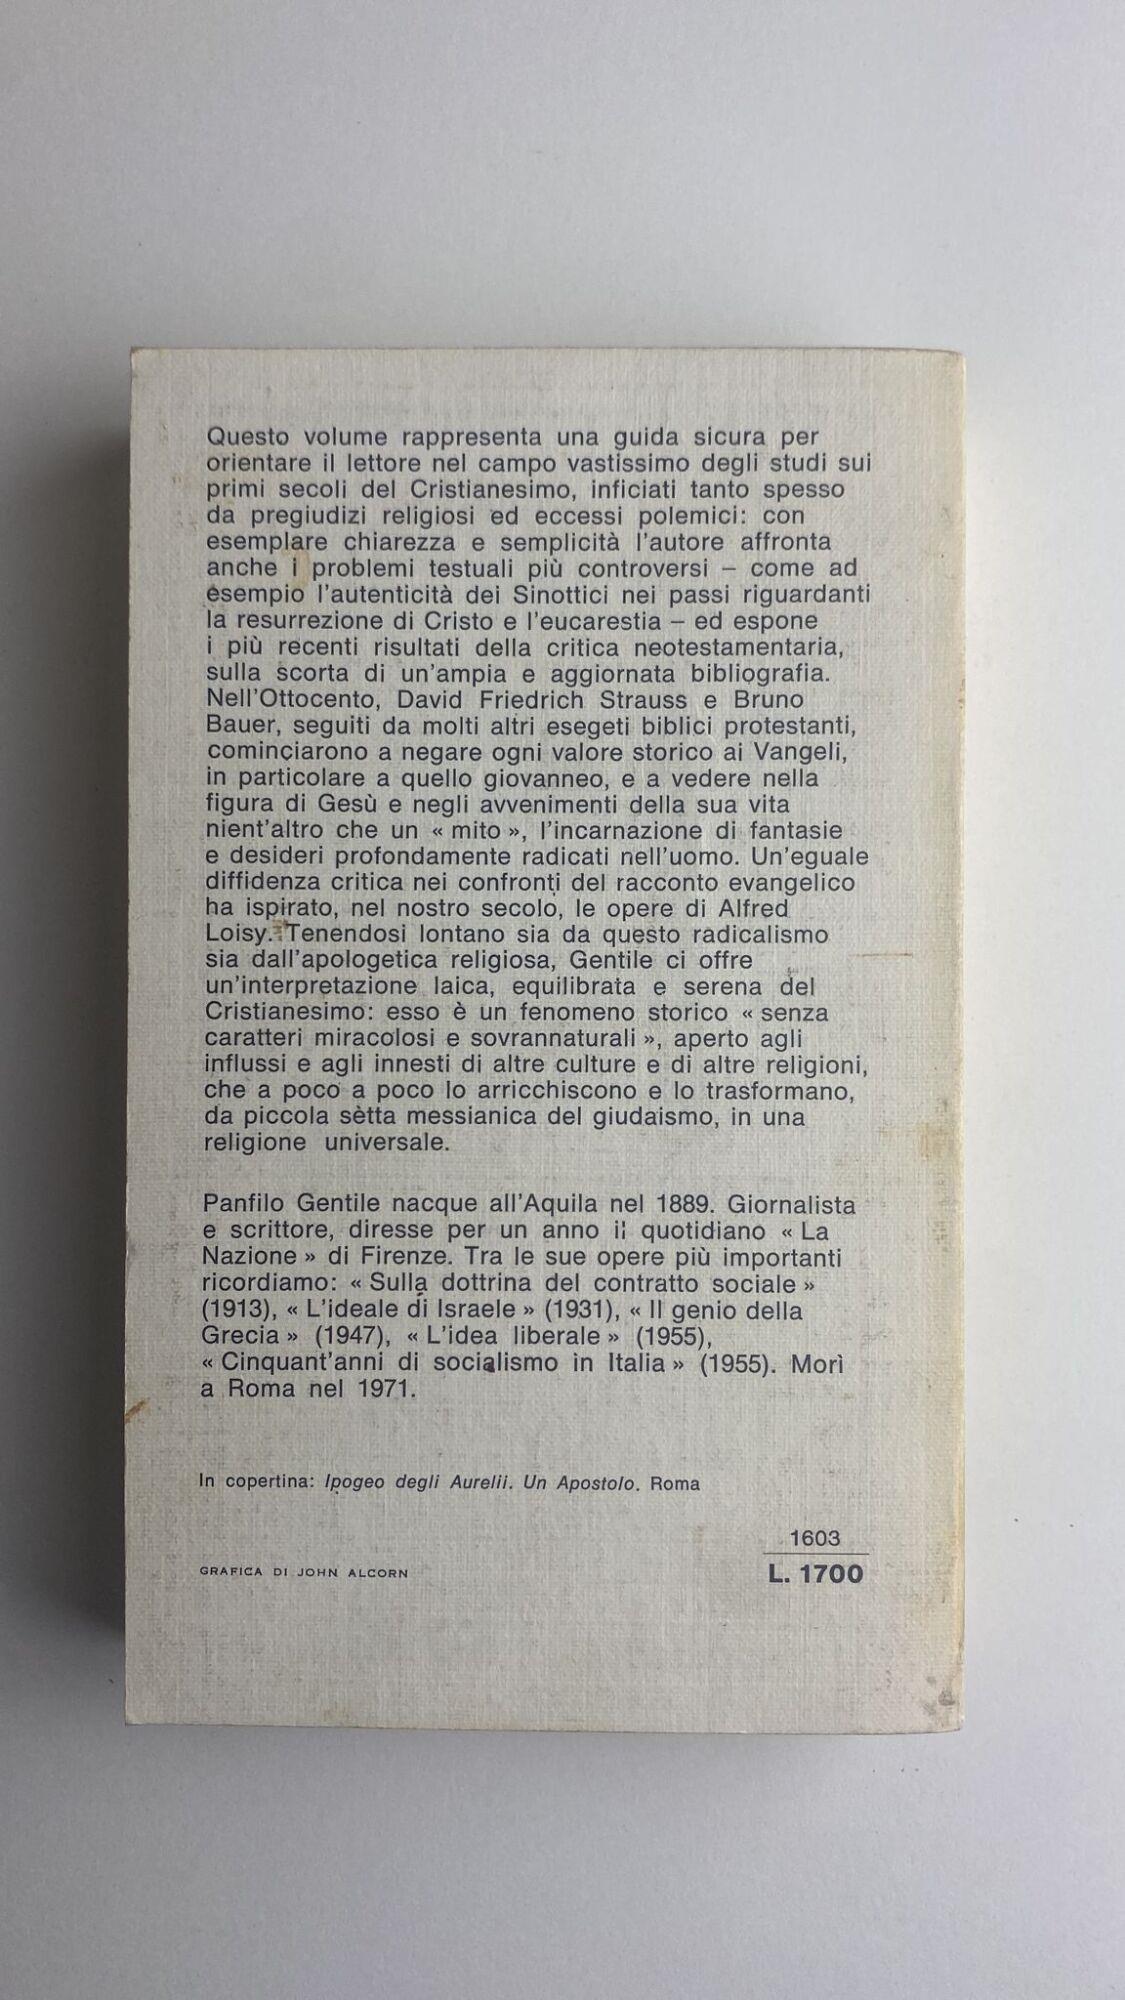 Questo volume rappresenta una guida sicura per
orientare il lettore nel campo vastissimo degli studi sui
primi secoli del Cristianesimo, inficiati tanto spesso
da pregiudizi religiosi ed eccessi polemici: con
esemplare chiarezza e semplicità l'autore affronta
anche i problemi testuali più controversi – come ad
esempio l'autenticità dei Sinottici nei passi riguardanti
la resurrezione di Cristo e l'eucarestia – ed espone
i più recenti risultati della critica neotestamentaria,
sulla scorta di un'ampia e aggiornata bibliografia.
Nell'Ottocento, David Friedrich Strauss e Bruno
Bauer, seguiti da molti altri esegeti biblici protestanti,
cominciarono a negare ogni valore storico ai Vangeli,
in particolare a quello giovanneo, e a vedere nella
figura di Gesù e negli avvenimenti della sua vita
nient'altro che un « mito », l'incarnazione di fantasie
e desideri profondamente radicati nell'uomo. Un'eguale
diffidenza critica nei confronti del racconto evangelico
ha ispirato, nel nostro secolo, le opere di Alfred
Loisy. Tenendosi lontano sia da questo radicalismo
sia dall'apologetica religiosa, Gentile ci offre
un'interpretazione laica, equilibrata e serena del
Cristianesimo: esso è un fenomeno storico « senza
caratteri miracolosi e sovrannaturali », aperto agli
influssi e agli innesti di altre culture e di altre religioni,
che a poco a poco lo arricchiscono e lo trasformano,
da piccola sètta messianica del giudaismo, in una
religione universale.
Panfilo Gentile nacque all'Aquila nel 1889. Giornalista
e scrittore, diresse per un anno il quotidiano « La
Nazione » di Firenze. Tra le sue opere più importanti
ricordiamo: « Sulla dottrina del contratto sociale »
(1913), « L'ideale di Israele » (1931), « Il genio della
Grecia » (1947), « L'idea liberale » (1955),
« Cinquant'anni di socialismo in Italia » (1955). Morì
a Roma nel 1971.
In copertina: Ipogeo degli Aurelii. Un Apostolo. Roma
1603
GRAFICA DI JOHN ALCORN
L. 1700